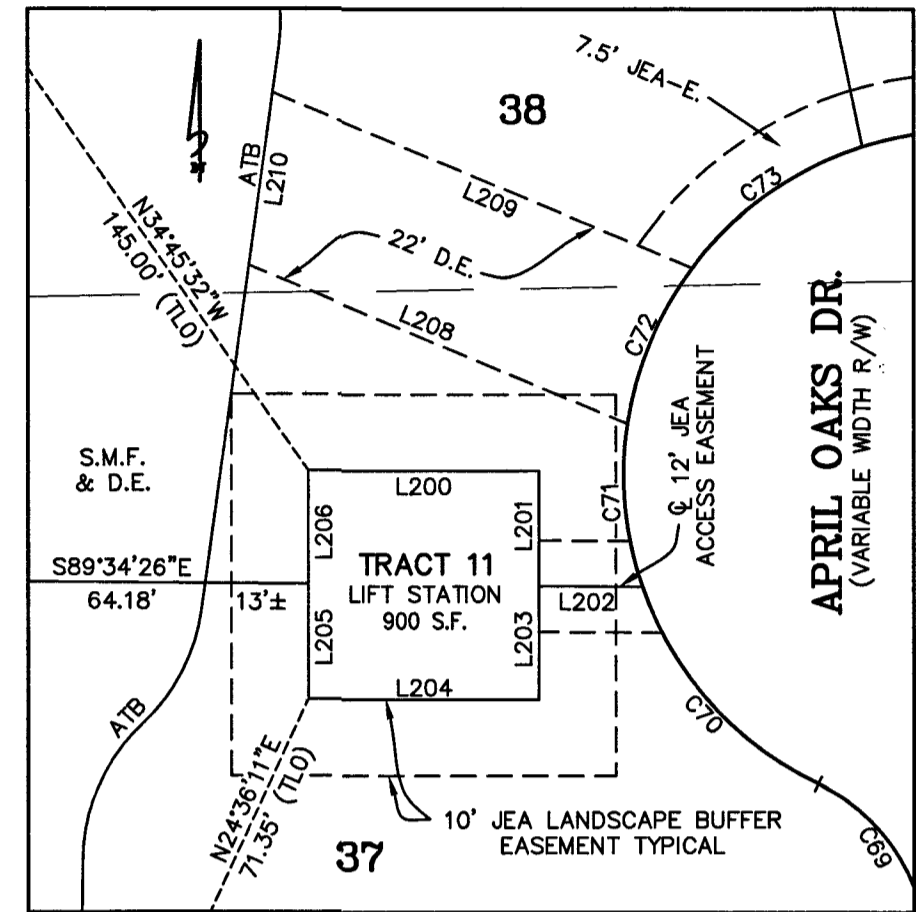 7.5' JEA-E.
38
ATB
L210
C73
L209
N34°45'32"W
145.00' (TLO)
22' D.E.
L208
C72
APRIL OAKS DR.
(VARIABLE WIDTH R/W)
℄ 12' JEA
ACCESS EASEMENT
S.M.F.
& D.E.
L200
C71
L206
L201
TRACT 11
LIFT STATION
900 S.F.
S89°34'26"E
64.18'
13'±
L202
L205
L203
L204
ATB
C70
N24°36'11"E
71.35' (TLO)
10' JEA LANDSCAPE BUFFER
EASEMENT TYPICAL
37
C69